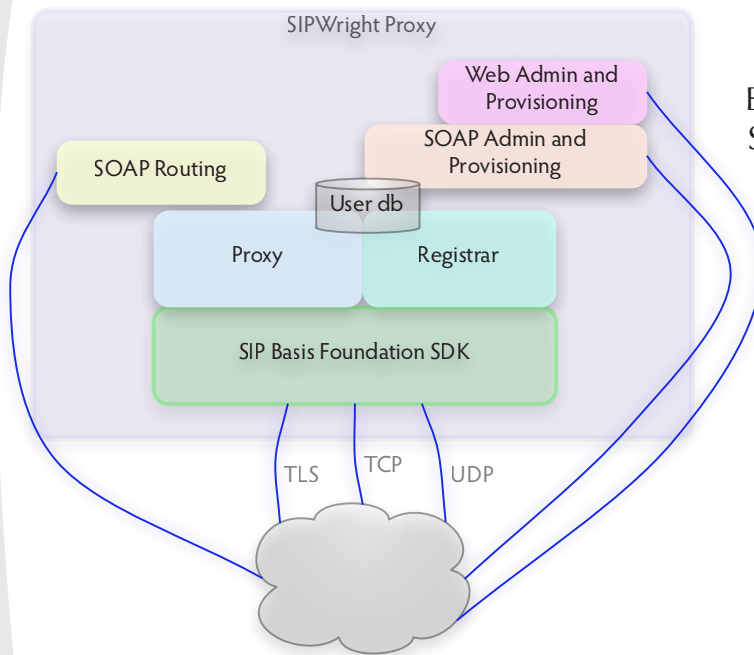 SIPWright Proxy
Web Admin and
Provisioning
SOAP Admin and
Provisioning
SOAP Routing
User db
Proxy
Registrar
SIP Basis Foundation SDK
TLS
TCP
UDP